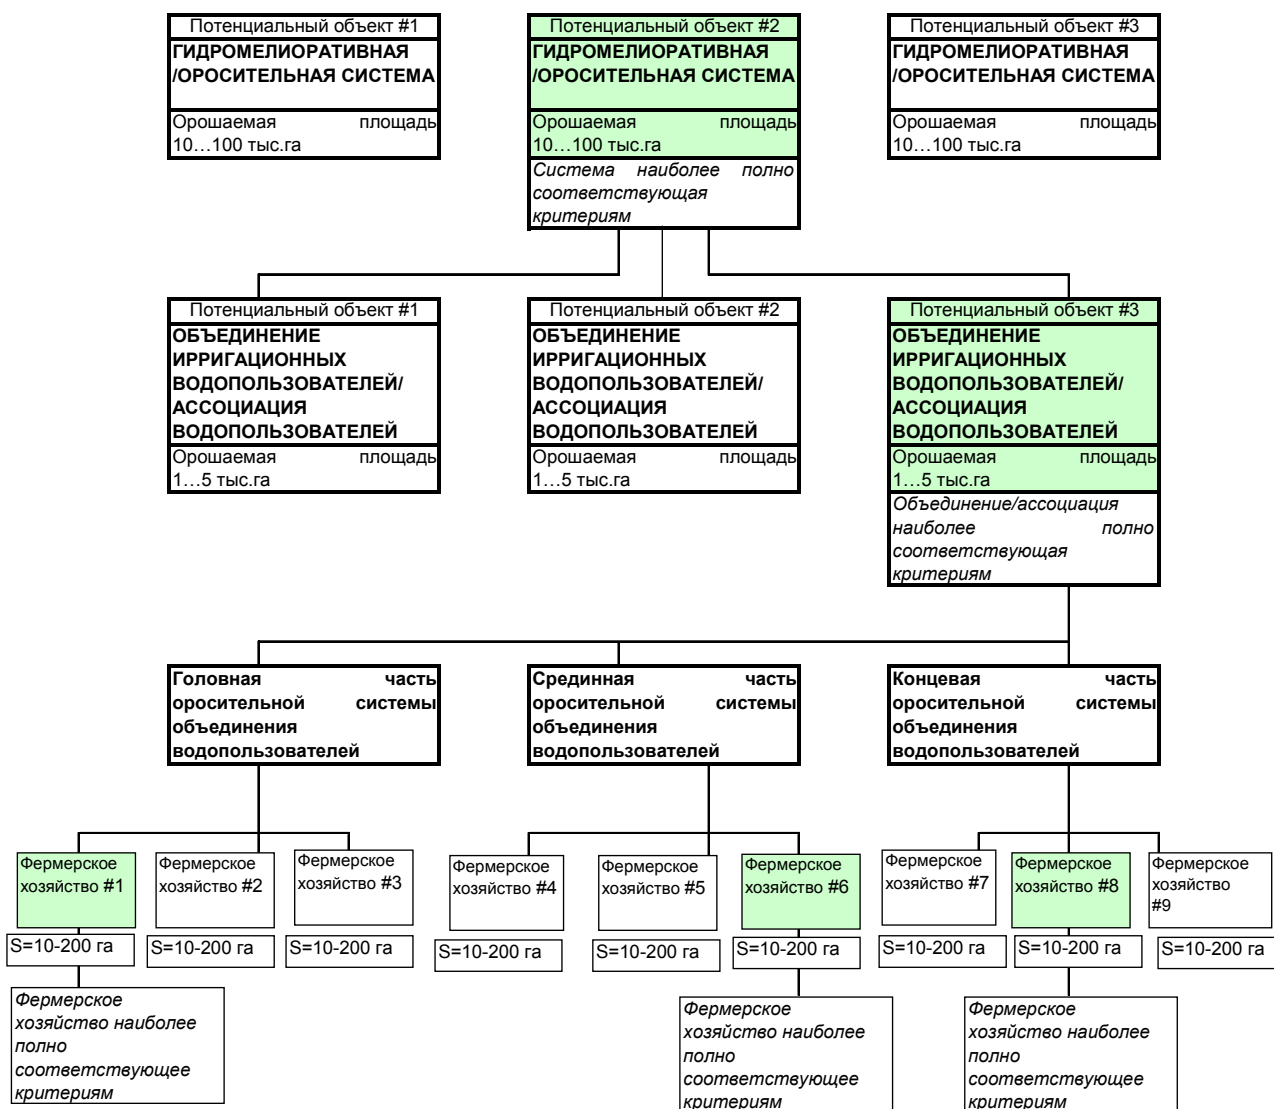 Потенциальный объект #1
ГИДРОМЕЛИОРАТИВНАЯ
/ОРОСИТЕЛЬНАЯ СИСТЕМА
Орошаемая площадь
10…100 тыс.га
Потенциальный объект #2
ГИДРОМЕЛИОРАТИВНАЯ
/ОРОСИТЕЛЬНАЯ СИСТЕМА
Орошаемая площадь
10…100 тыс.га
Система наиболее полно
соответствующая
критериям
Потенциальный объект #3
ГИДРОМЕЛИОРАТИВНАЯ
/ОРОСИТЕЛЬНАЯ СИСТЕМА
Орошаемая площадь
10…100 тыс.га
Потенциальный объект #1
ОБЪЕДИНЕНИЕ
ИРРИГАЦИОННЫХ
ВОДОПОЛЬЗОВАТЕЛЕЙ/
АССОЦИАЦИЯ
ВОДОПОЛЬЗОВАТЕЛЕЙ
Орошаемая площадь
1…5 тыс.га
Потенциальный объект #2
ОБЪЕДИНЕНИЕ
ИРРИГАЦИОННЫХ
ВОДОПОЛЬЗОВАТЕЛЕЙ/
АССОЦИАЦИЯ
ВОДОПОЛЬЗОВАТЕЛЕЙ
Орошаемая площадь
1…5 тыс.га
Потенциальный объект #3
ОБЪЕДИНЕНИЕ
ИРРИГАЦИОННЫХ
ВОДОПОЛЬЗОВАТЕЛЕЙ/
АССОЦИАЦИЯ
ВОДОПОЛЬЗОВАТЕЛЕЙ
Орошаемая площадь
1…5 тыс.га
Объединение/ассоциация
наиболее полно
соответствующая
критериям
Головная часть
оросительной системы
объединения
водопользователей
Срединная часть
оросительной системы
объединения
водопользователей
Концевая часть
оросительной системы
объединения
водопользователей
Фермерское
хозяйство #1
Фермерское
хозяйство #2
Фермерское
хозяйство #3
Фермерское
хозяйство #4
Фермерское
хозяйство #5
Фермерское
хозяйство #6
Фермерское
хозяйство #7
Фермерское
хозяйство #8
Фермерское
хозяйство
#9
S=10-200 га
S=10-200 га
S=10-200 га
S=10-200 га
S=10-200 га
S=10-200 га
S=10-200 га
S=10-200 га
S=10-200 га
Фермерское
хозяйство наиболее
полно
соответствующее
критериям
Фермерское
хозяйство наиболее
полно
соответствующее
критериям
Фермерское
хозяйство наиболее
полно
соответствующее
критериям